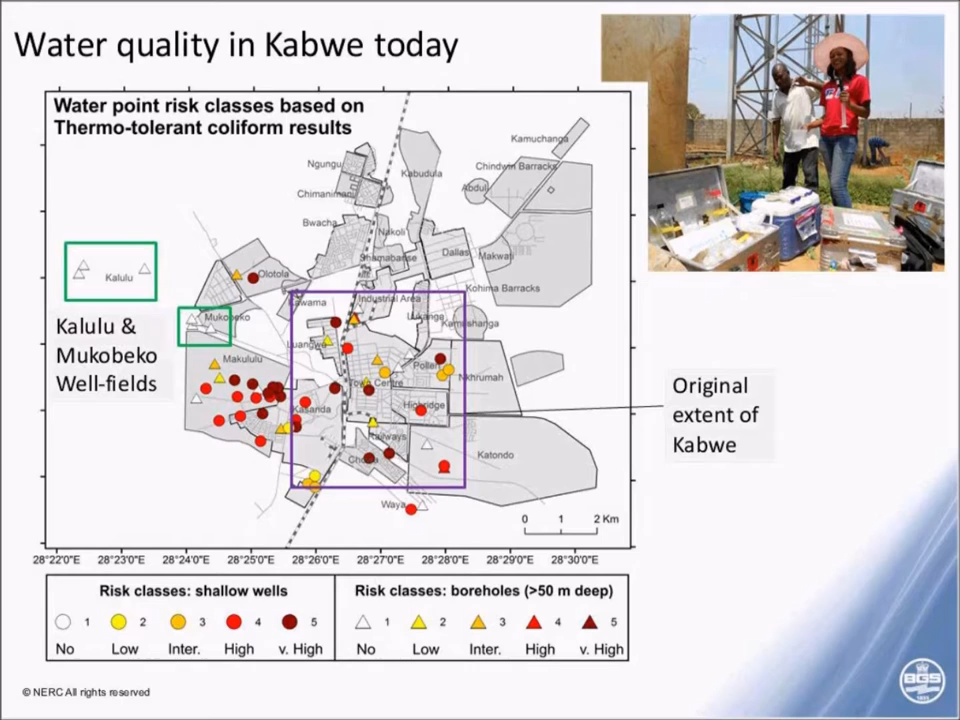 Water quality in Kabwe today
Water point risk classes based on
Thermo-tolerant coliform results
Kamuchanga
Ngungu
Chindwin Barracks
Kabudula
Chimanimani
Abdul
Bwacha
Nakoli
Shamabanse
Dallas
Makwati
Kalulu
Olotola
Kohima Barracks
Kawama
Industrial Area
Mukobeko
Lukanga
Kamushanga
Kalulu &
Mukobeko
Well-fields
Luangwa
Makululu
Pollen
Town Centre
Nkhrumah
Original
extent of
Kabwe
Kasanda
Highridge
Railways
Katondo
Waya
0 1 2 Km
28°22'0"E 28°23'0"E 28°24'0"E 28°25'0"E 28°26'0"E 28°27'0"E 28°28'0"E 28°29'0"E 28°30'0"E
Risk classes: shallow wells
1 2 3 4 5
No Low Inter. High v. High
Risk classes: boreholes (>50 m deep)
1 2 3 4 5
No Low Inter. High v. High
© NERC All rights reserved
BGS